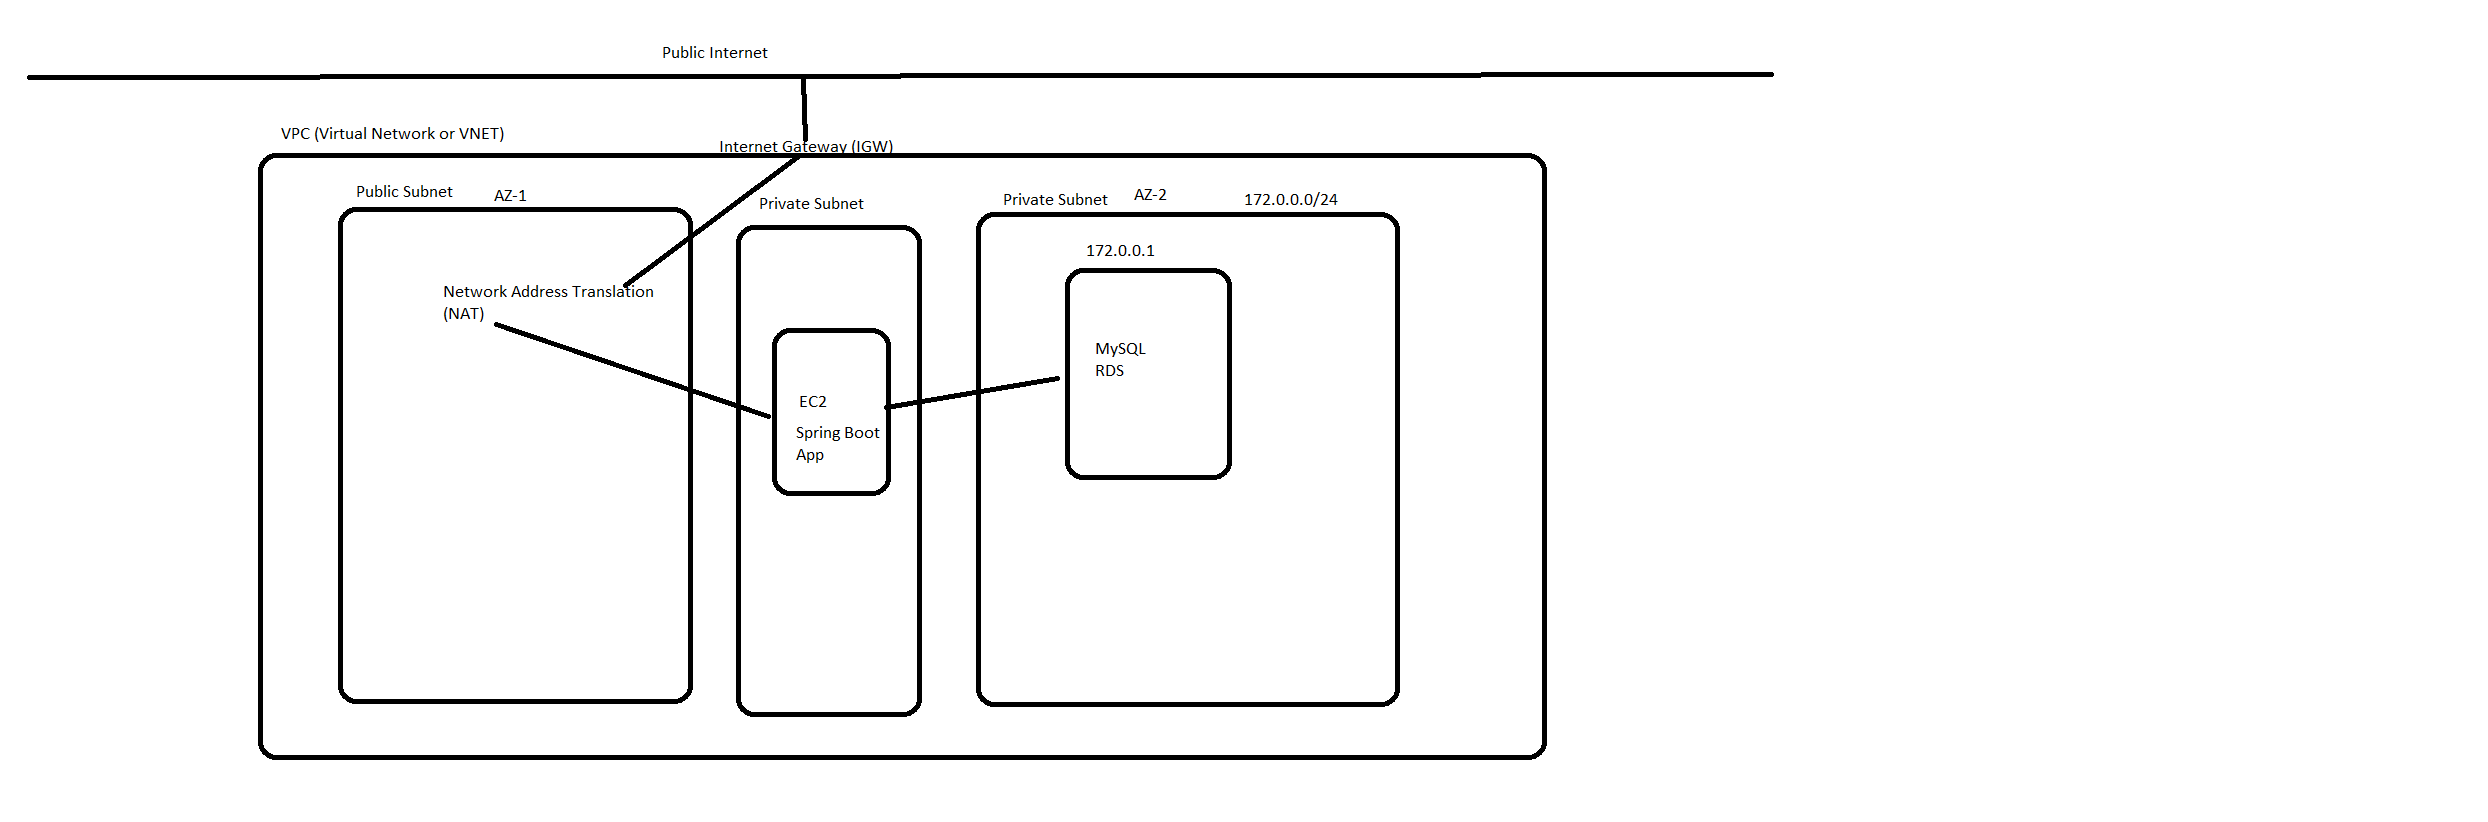 Public Internet
VPC (Virtual Network or VNET)
Internet Gateway (IGW)
Public Subnet
AZ-1
Private Subnet
Private Subnet
AZ-2
172.0.0.0/24
172.0.0.1
Network Address Translation
(NAT)
MySQL
RDS
EC2
Spring Boot
App